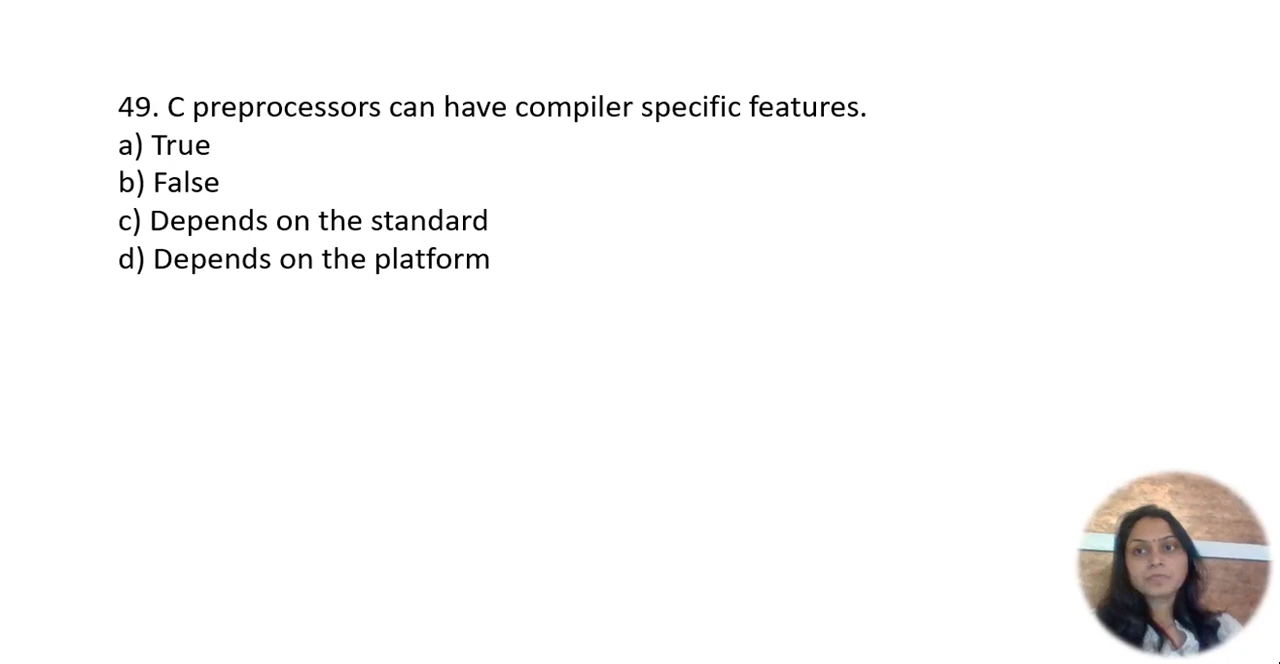 49. C preprocessors can have compiler specific features.
a) True
b) False
c) Depends on the standard
d) Depends on the platform